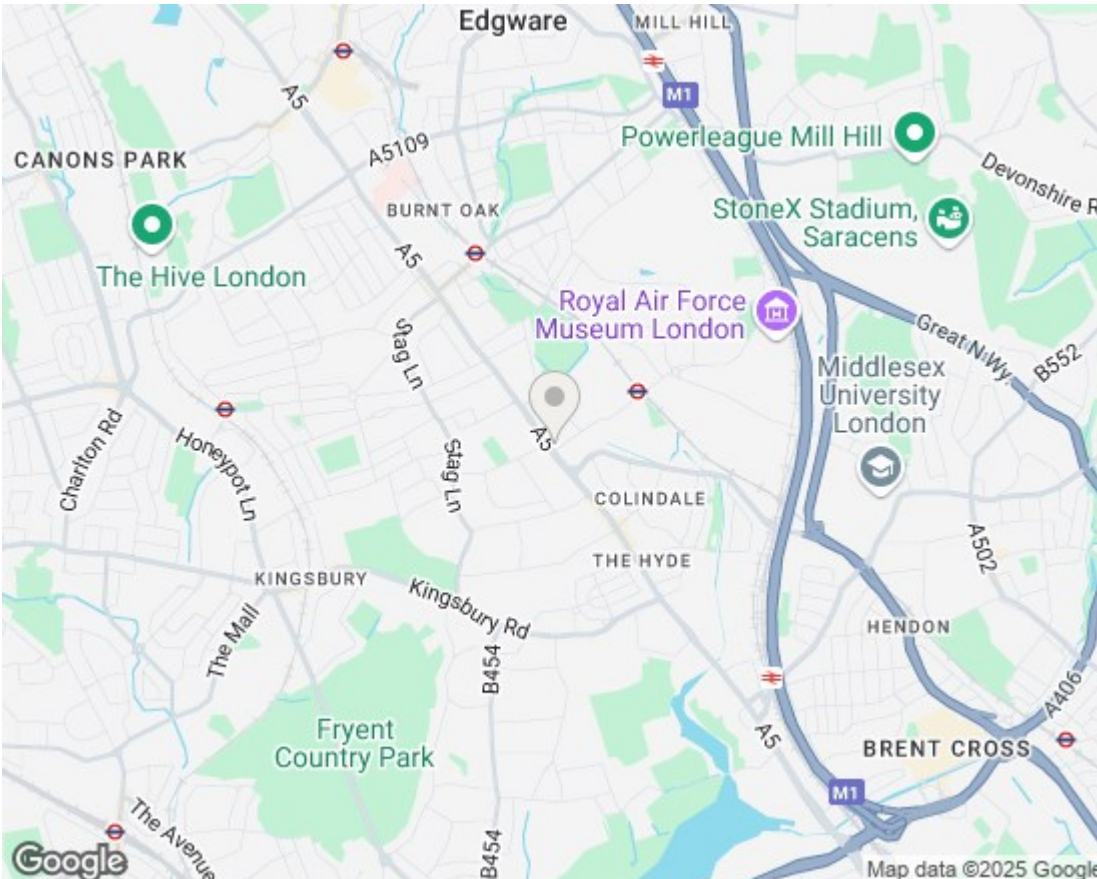 Edgware
MILL HILL
A5
M1
Powerleague Mill Hill
A5109
CANONS PARK
Devonshire R
BURNT OAK
StoneX Stadium,
Saracens
A5
The Hive London
Royal Air Force
Museum London
Great N Wy
Stag Ln
B552
Middlesex
University
London
A5
Charlton Rd
Honeypot Ln
Stag Ln
COLINDALE
A502
THE HYDE
KINGSBURY
Kingsbury Rd
The Mall
HENDON
B454
A406
Fryent
Country Park
A5
BRENT CROSS
M1
The Avenue
B454
Google
Map data ©2025 Google